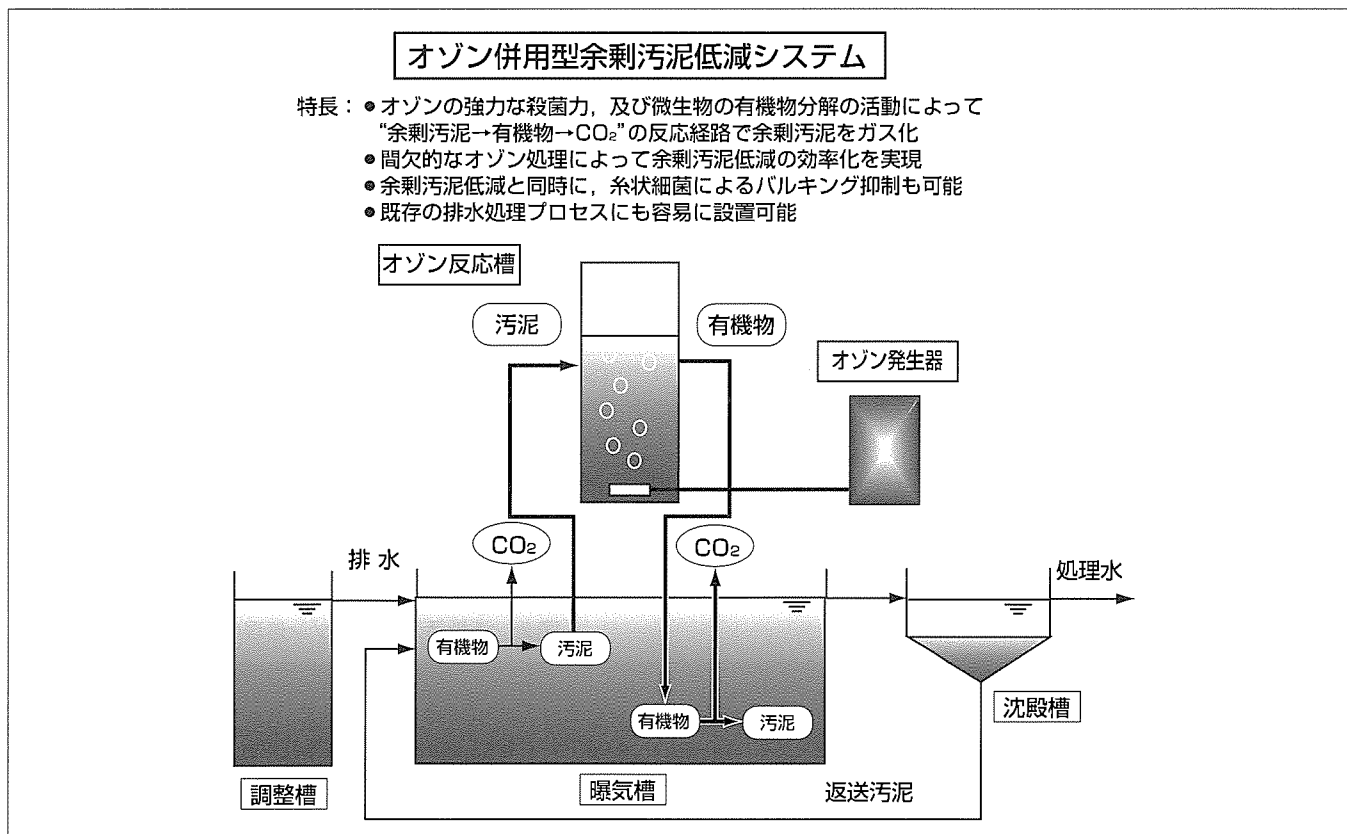 オゾン併用型余剰汚泥低減システム
特長：●オゾンの強力な殺菌力，及び微生物の有機物分解の活動によって
“余剰汚泥→有機物→CO₂”の反応経路で余剰汚泥をガス化
●間欠的なオゾン処理によって余剰汚泥低減の効率化を実現
●余剰汚泥低減と同時に，糸状細菌によるバルキング抑制も可能
●既存の排水処理プロセスにも容易に設置可能
オゾン反応槽
汚泥
有機物
オゾン発生器
CO₂
CO₂
排水
処理水
有機物
汚泥
有機物
汚泥
沈殿槽
調整槽
曝気槽
返送汚泥